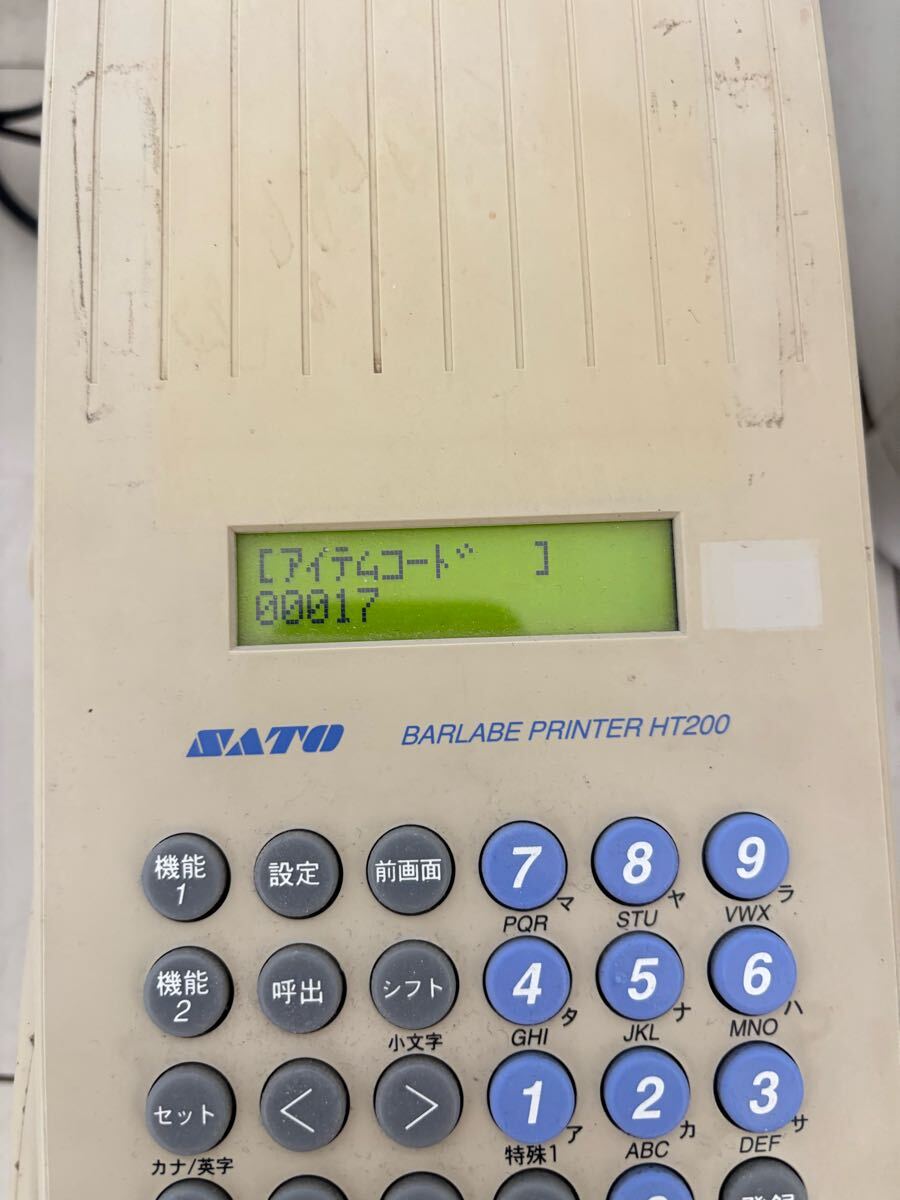 [アイテムコード ]
00017
SATO BARLABE PRINTER HT200
機能1 設定 前画面 7 8 9
マ ヤ ラ
PQR STU VWX
機能2 呼出 シフト 4 5 6
タ ナ ハ
小文字 GHI JKL MNO
セット < > 1 2 3
ア カ サ
カナ/英字 特殊1 ABC DEF